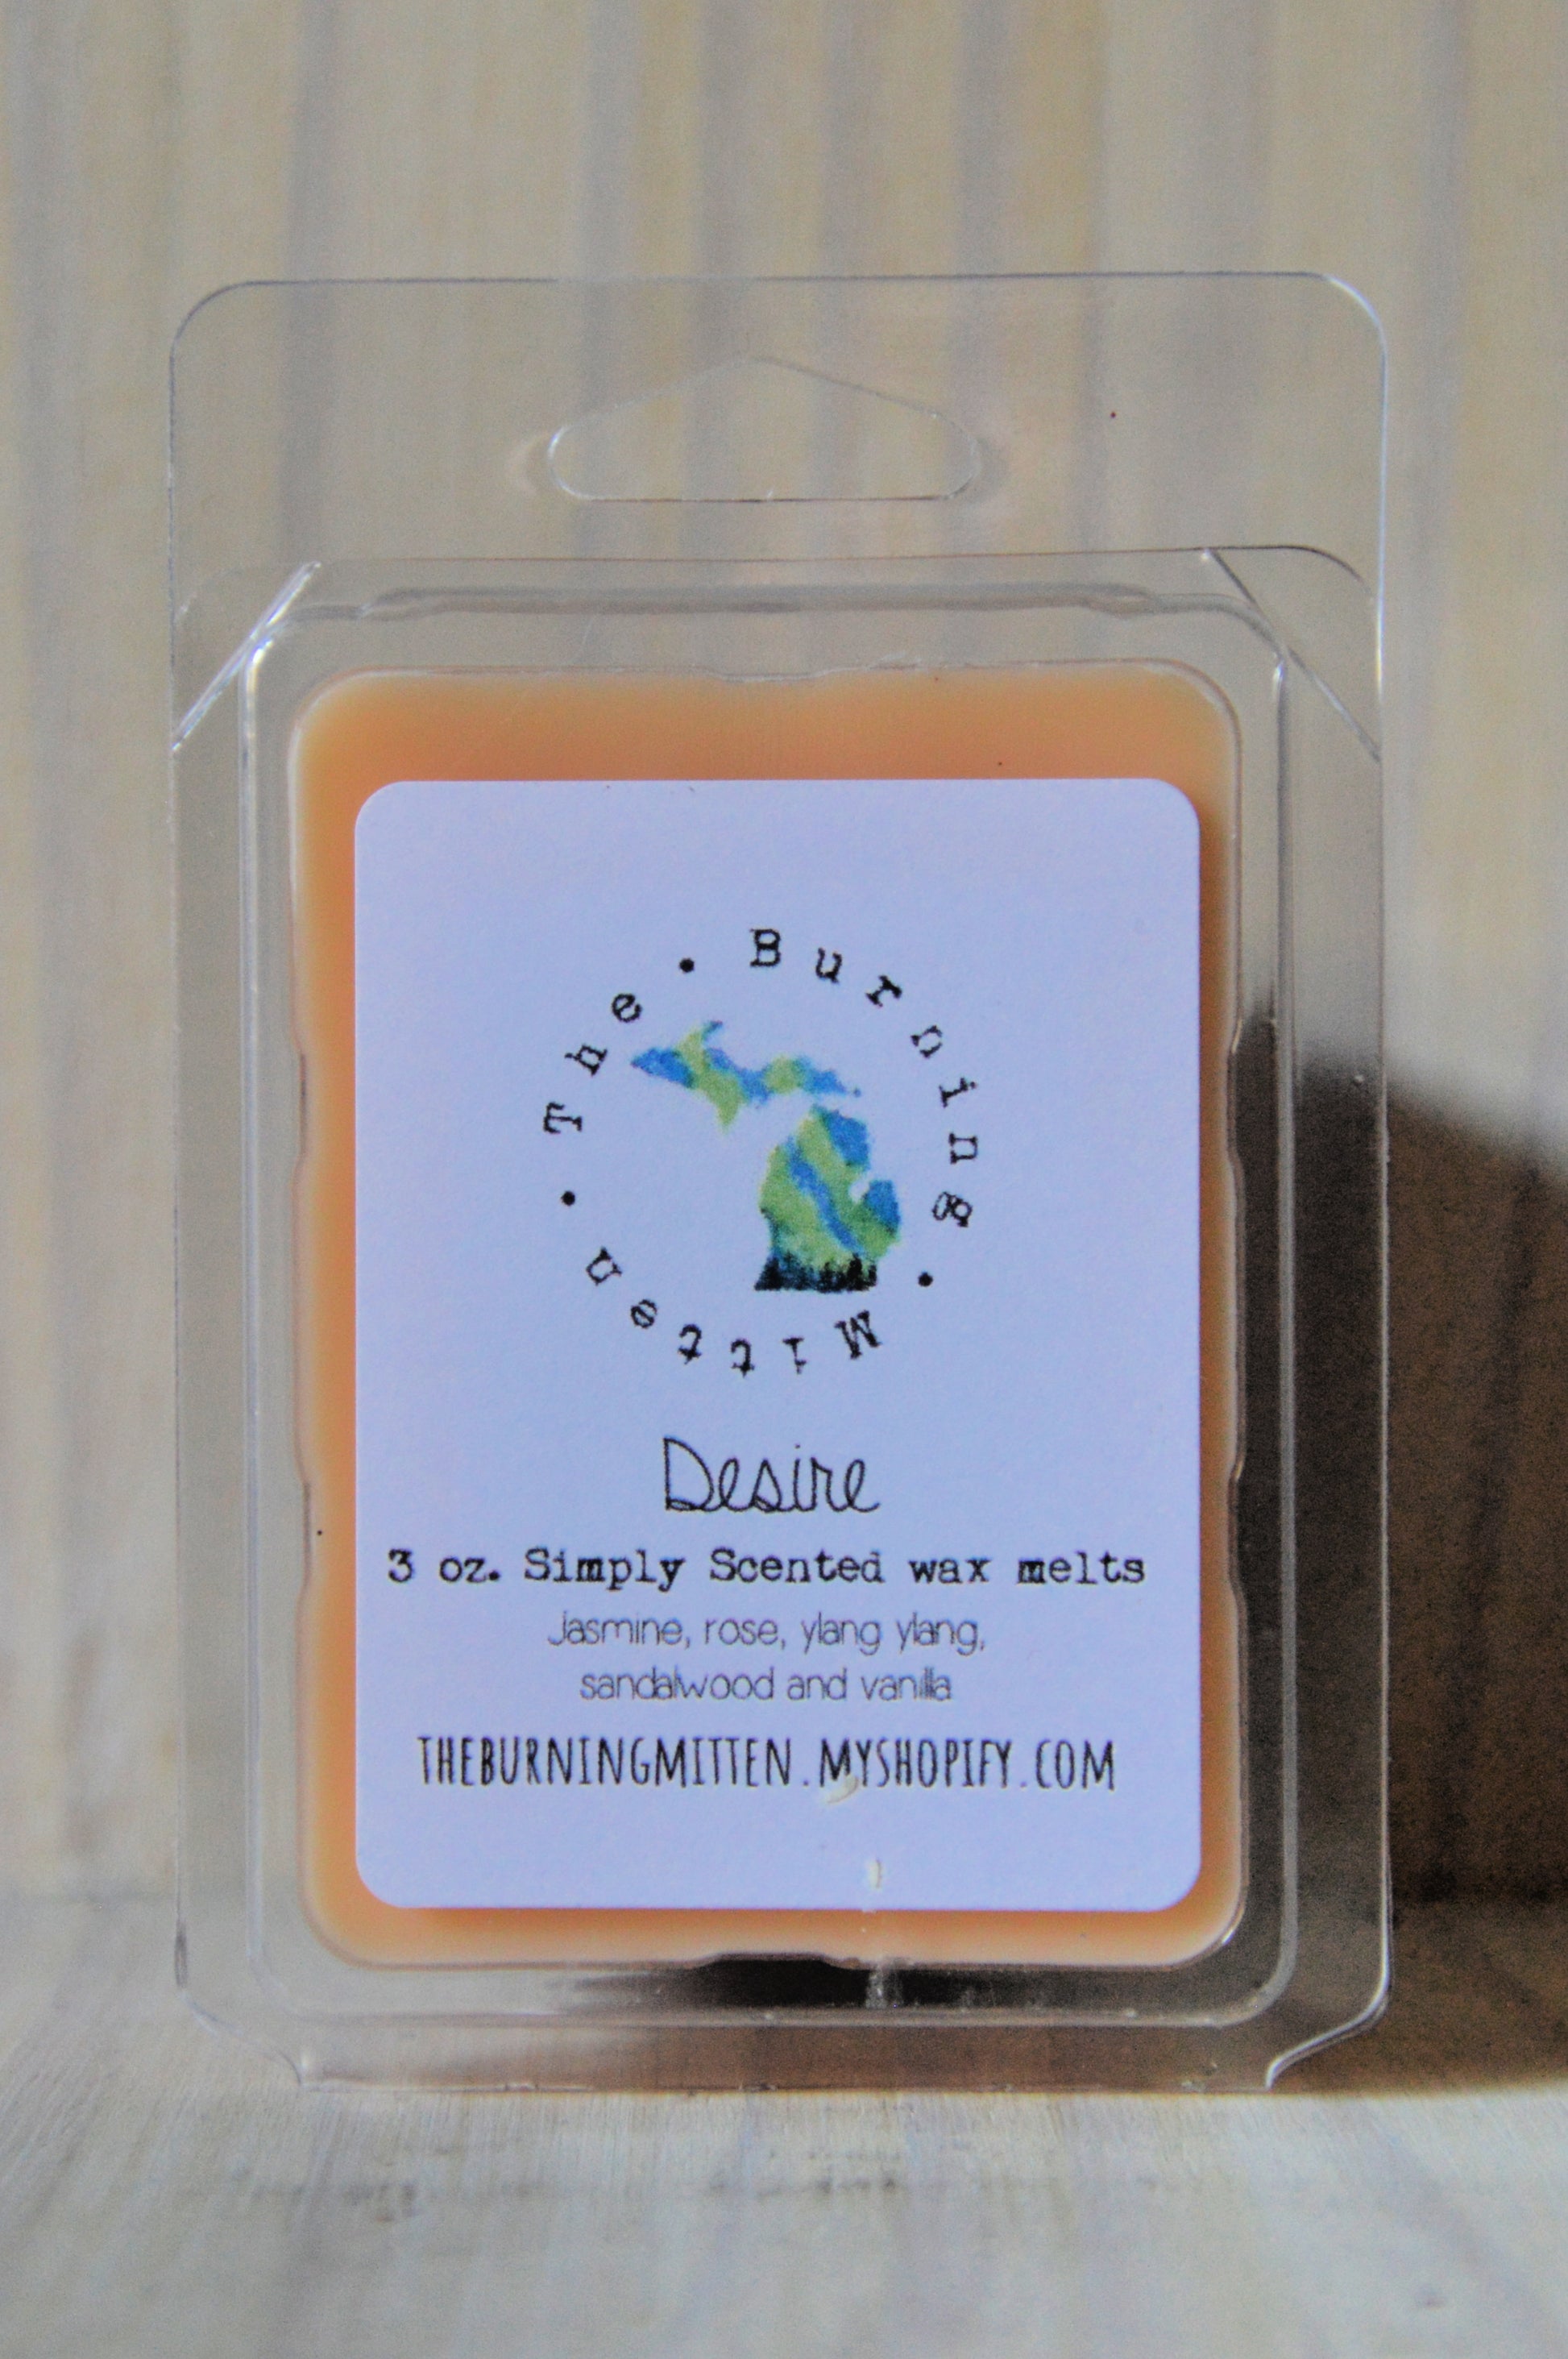 The • Burning • Mitten •
Desire
3 oz. Simply Scented wax melts
Jasmine, rose, ylang ylang,
sandalwood and vanilla
THEBURNINGMITTEN.MYSHOPIFY.COM